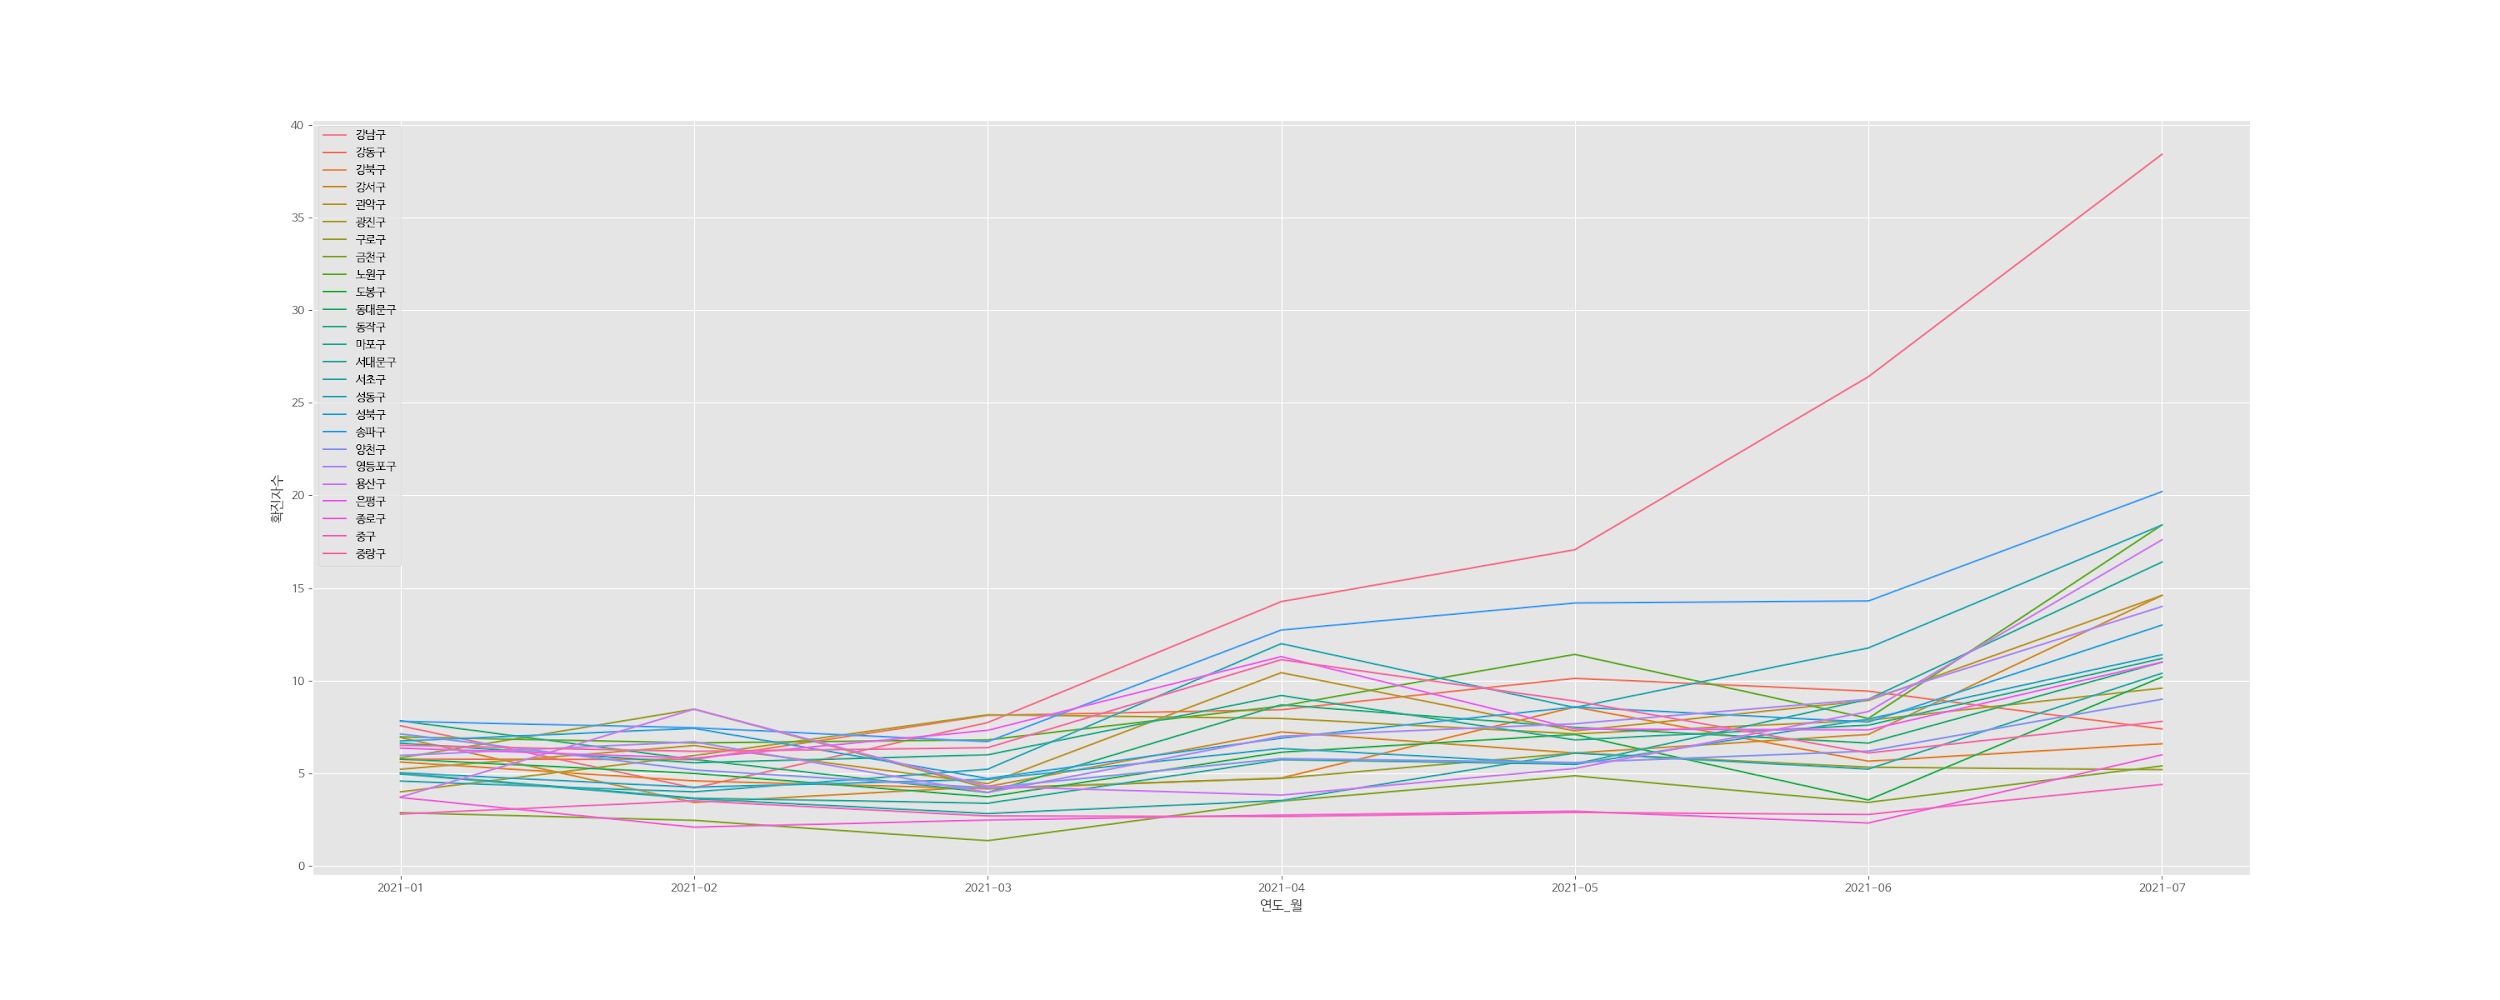 40
35
30
25
20
15
10
5
0
확진자수
강남구
강동구
강북구
강서구
관악구
광진구
구로구
금천구
노원구
도봉구
동대문구
동작구
마포구
서대문구
서초구
성동구
성북구
송파구
양천구
영등포구
용산구
은평구
종로구
중구
중랑구
2021-01 2021-02 2021-03 2021-04 2021-05 2021-06 2021-07
연도_월